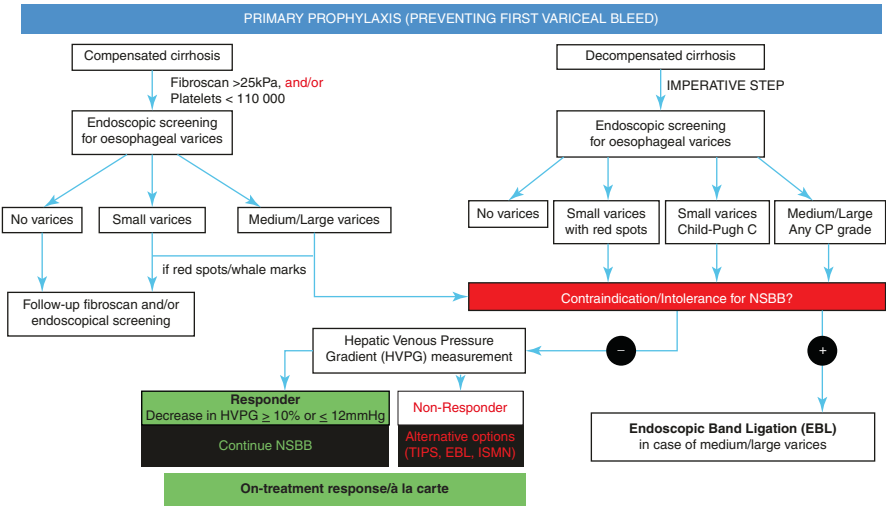 PRIMARY PROPHYLAXIS (PREVENTING FIRST VARICEAL BLEED)
Compensated cirrhosis
Fibroscan >25kPa, and/or
Platelets < 110 000
Endoscopic screening
for oesophageal varices
No varices
Small varices
Medium/Large varices
if red spots/whale marks
Follow-up fibroscan and/or
endoscopical screening
Decompensated cirrhosis
IMPERATIVE STEP
Endoscopic screening
for oesophageal varices
No varices
Small varices
with red spots
Small varices
Child-Pugh C
Medium/Large
Any CP grade
Contraindication/Intolerance for NSBB?
Hepatic Venous Pressure
Gradient (HVPG) measurement
−
+
Responder
Decrease in HVPG ≥ 10% or ≤ 12mmHg
Continue NSBB
Non-Responder
Alternative options
(TIPS, EBL, ISMN)
Endoscopic Band Ligation (EBL)
in case of medium/large varices
On-treatment response/à la carte